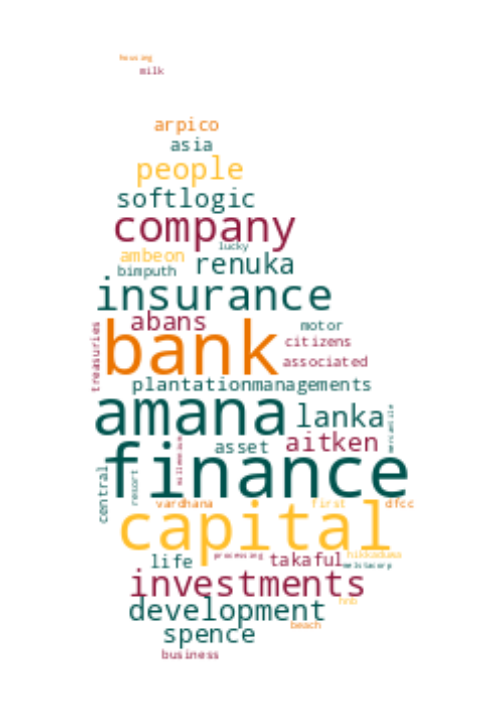 housing
milk
arpico
asia
people
softlogic
company
lucky
ambeon
renuka
bimputh
insurance
abans
treasuries
bank
motor
citizens
associated
plantationmanagements
amana
lanka
mercantile
aitken
asset
millennium
finance
central
resort
capital
vardhana
first
dfcc
processing
hikkaduwa
life
takaful
melstacorp
investments
hnb
development
beach
spence
business